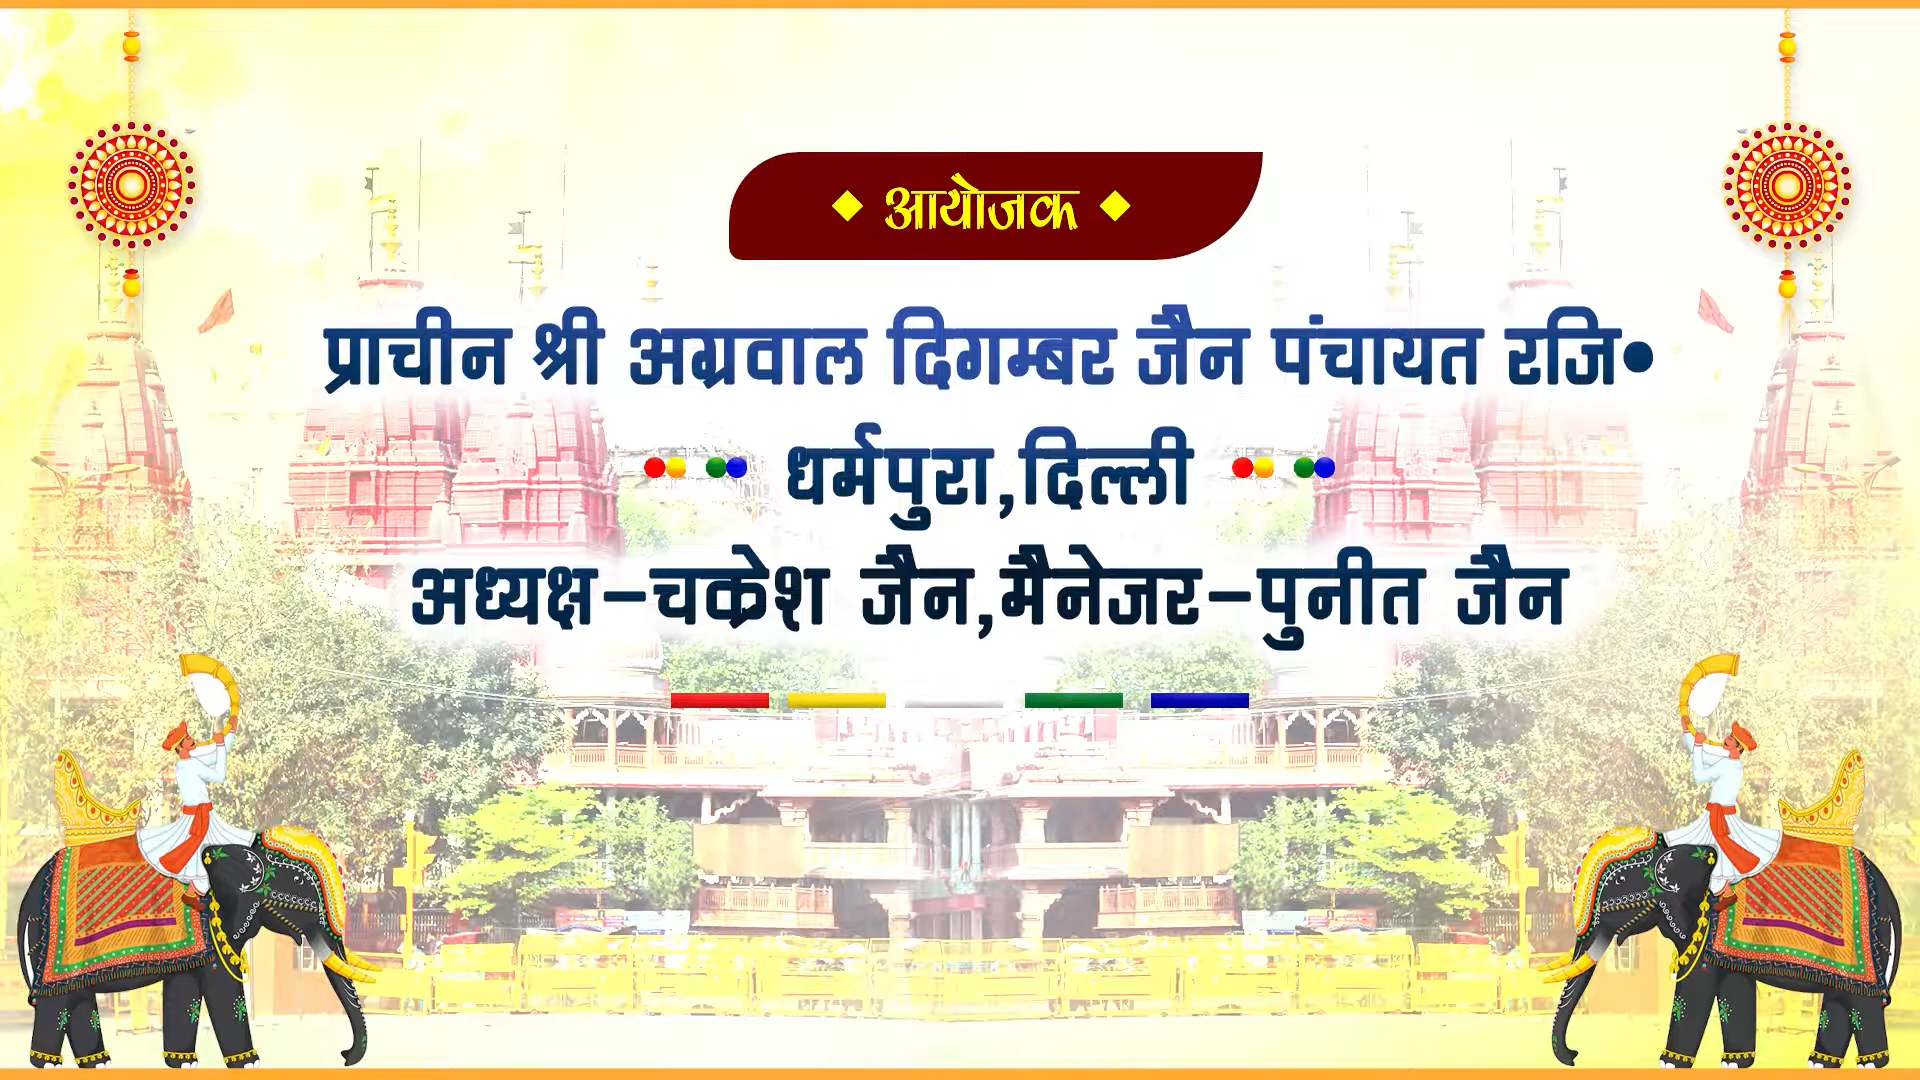 आयोजक
प्राचीन श्री अग्रवाल दिगम्बर जैन पंचायत रजि•
धर्मपुरा,दिल्ली
अध्यक्ष-चक्रेश जैन,मैनेजर-पुनीत जैन